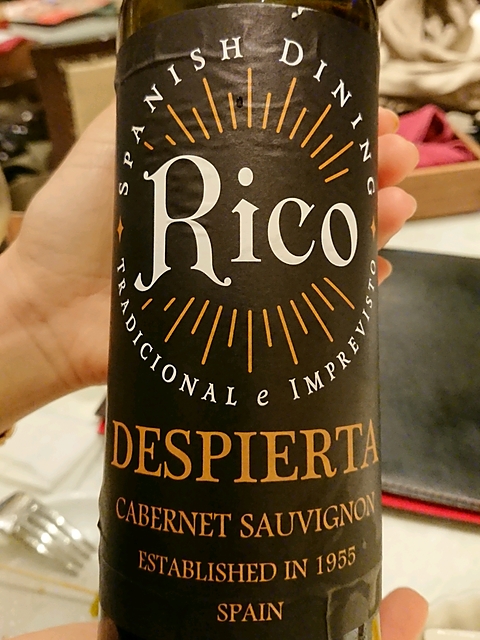 SPANISH DINING
Rico
TRADICIONAL e IMPREVISTO
DESPIERTA
CABERNET SAUVIGNON
ESTABLISHED IN 1955
SPAIN